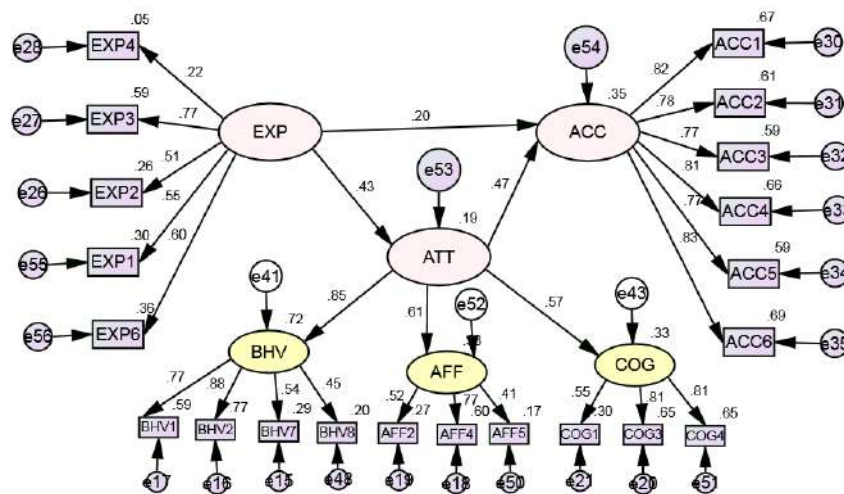 .05
e28 EXP4
.22
.59
e27 EXP3
.77
.26
e26 EXP2
.51
.55
.30
e55 EXP1
.60
.36
e56 EXP6
EXP
.20
.43
e54
.35
ACC
.67
ACC1 e30
.82
.61
ACC2 e31
.78
.59
ACC3 e32
.77
.66
ACC4
.81
.59
ACC5 e34
.77
.69
ACC6 e35
.83
e53
.19
.47
ATT
e41
.85
.72
BHV
.61
e52
AFF
.57
e43
.33
COG
.77
.88
.54
.45
.59
.77
.29
.20
BHV1 BHV2 BHV7 BHV8
e17 e16 e15 e48
.52
.77
.41
.27
.60
.17
AFF2 AFF4 AFF5
e19 e18 e50
.55
.81
.81
.30
.65
.65
COG1 COG3 COG4
e21 e20 e51